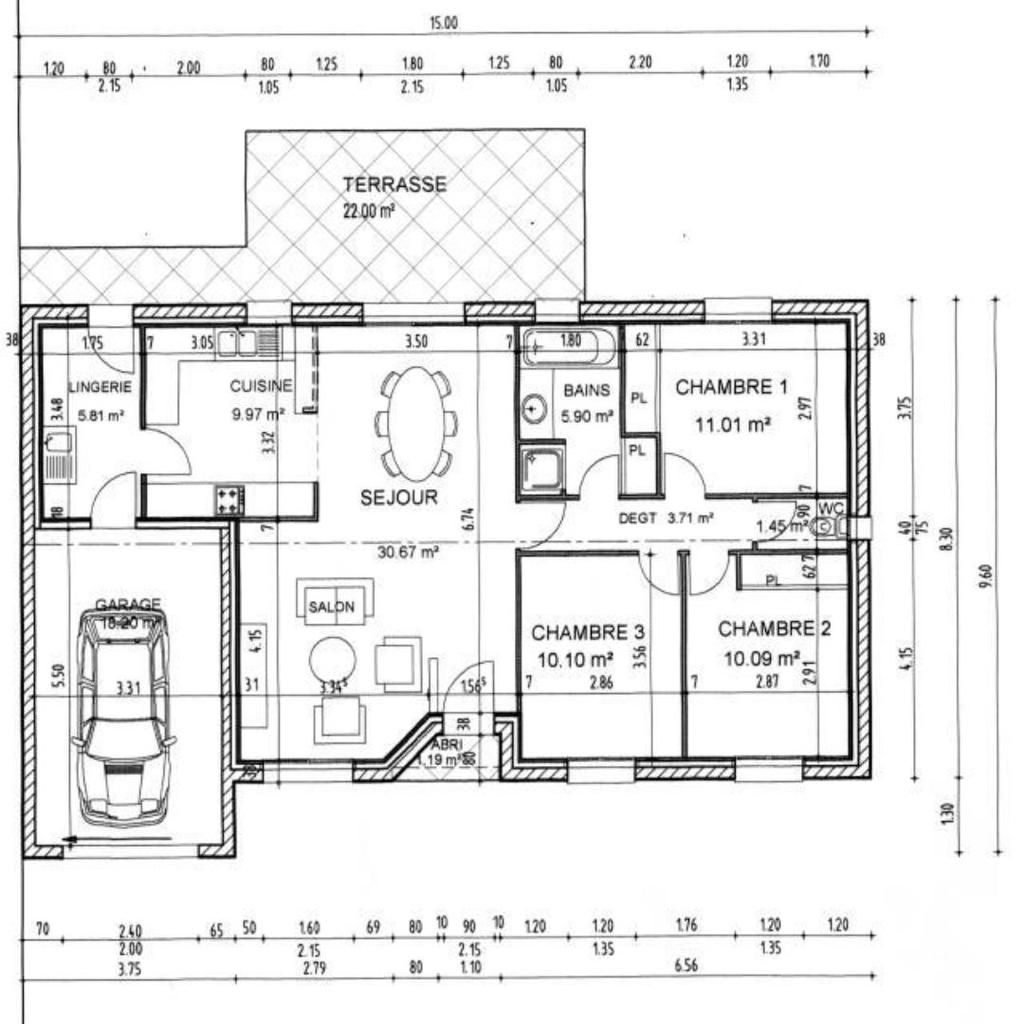 15.00
1.20 80 2.00 80 1.25 1.80 1.25 80 2.20 1.20 1.70
2.15 1.05 2.15 1.05 1.35
TERRASSE
22.00 m²
38 1.75 7 3.05 3.50 7 1.80 62 3.31 38
LINGERIE
5.81 m²
3.48
18
CUISINE
9.97 m²
3.32
7
BAINS
5.90 m²
PL
PL
CHAMBRE 1
11.01 m²
2.97
7
3.75
SEJOUR
30.67 m²
6.74
DEGT 3.71 m²
WC
1.45 m²
90
40
75
8.30
9.60
GARAGE
18.20 m²
5.50
3.31
SALON
4.15
31 3.34⁵ 1.56⁵
38
ABRI
1.19 m²
80
CHAMBRE 3
10.10 m²
3.56
7 2.86
PL
62 7
CHAMBRE 2
10.09 m²
2.91
7 2.87
4.15
1.30
70 2.40 65 50 1.60 69 80 10 90 10 1.20 1.20 1.76 1.20 1.20
2.00 2.15 2.15 1.35 1.35
3.75 2.79 80 1.10 6.56